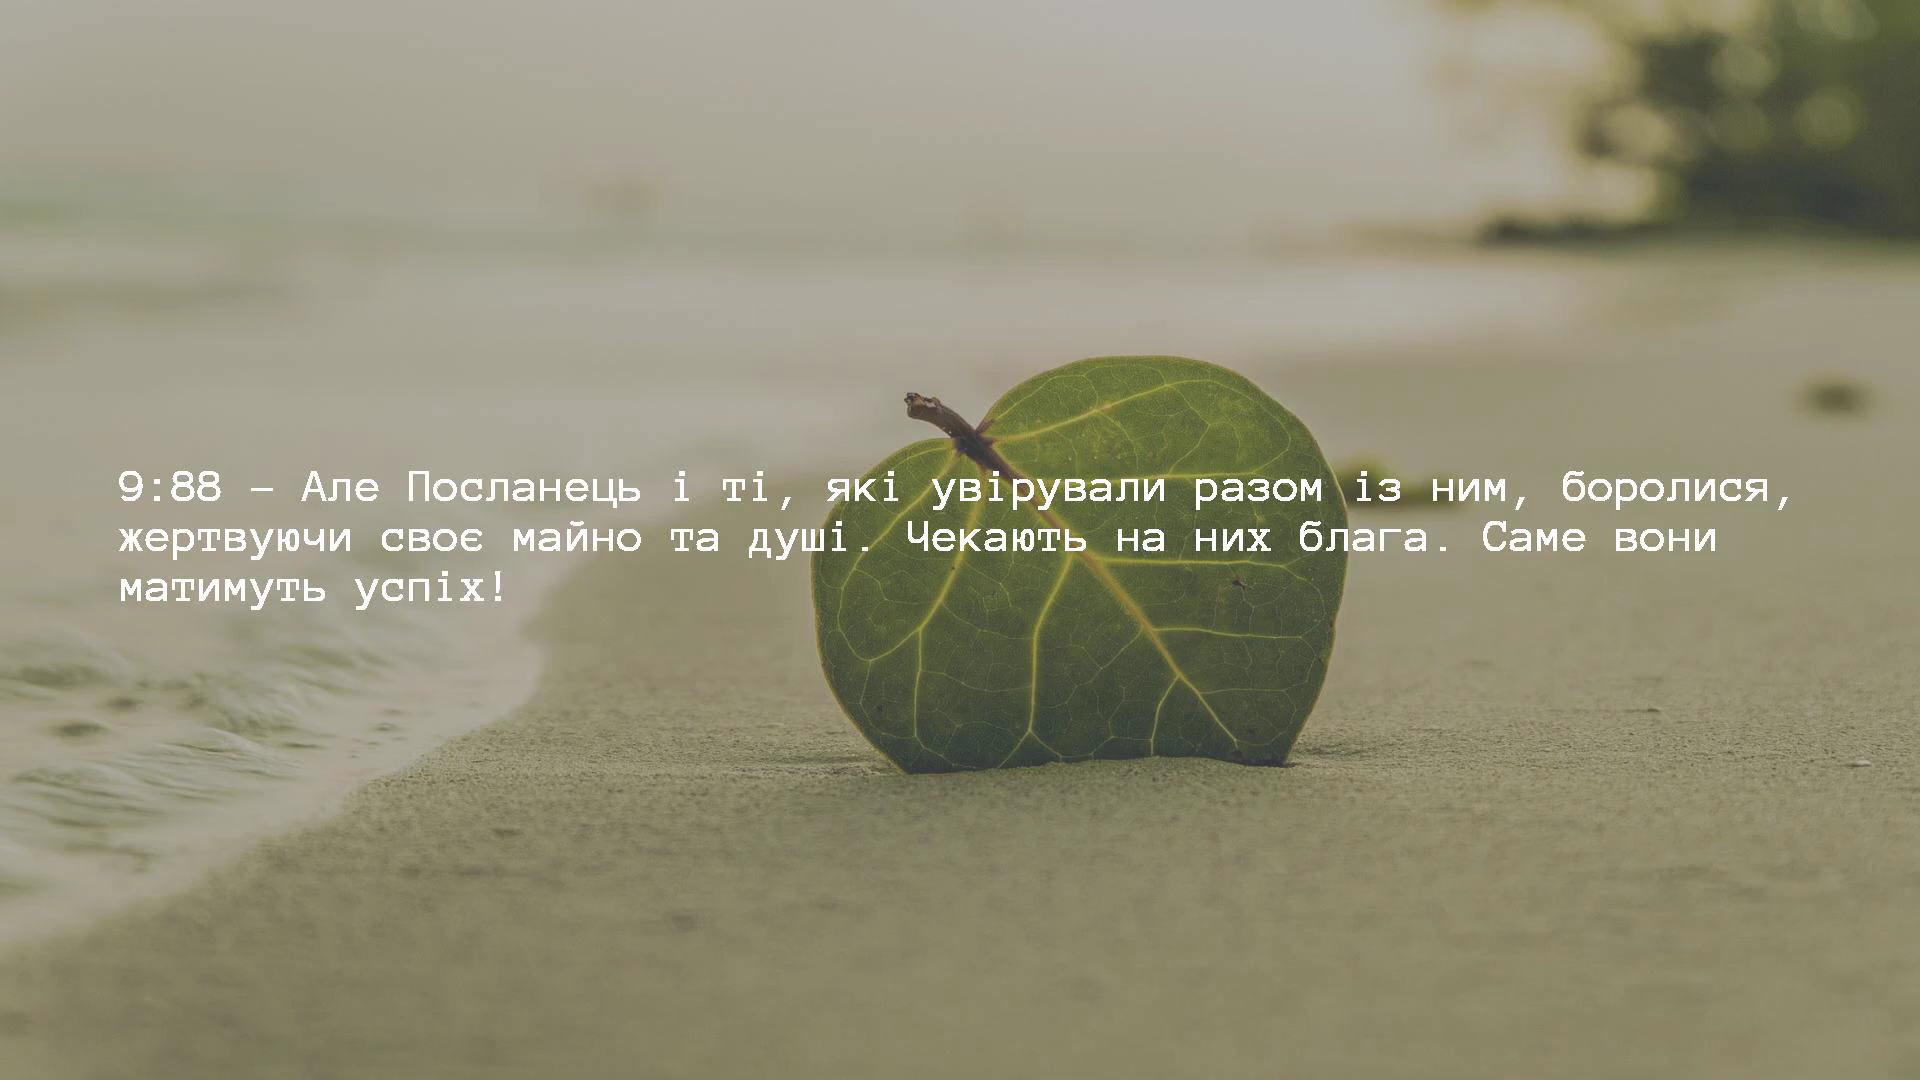 9:88 – Але Посланець і ті, які увірували разом із ним, боролися,
жертвуючи своє майно та душі. Чекають на них блага. Саме вони
матимуть успіх!